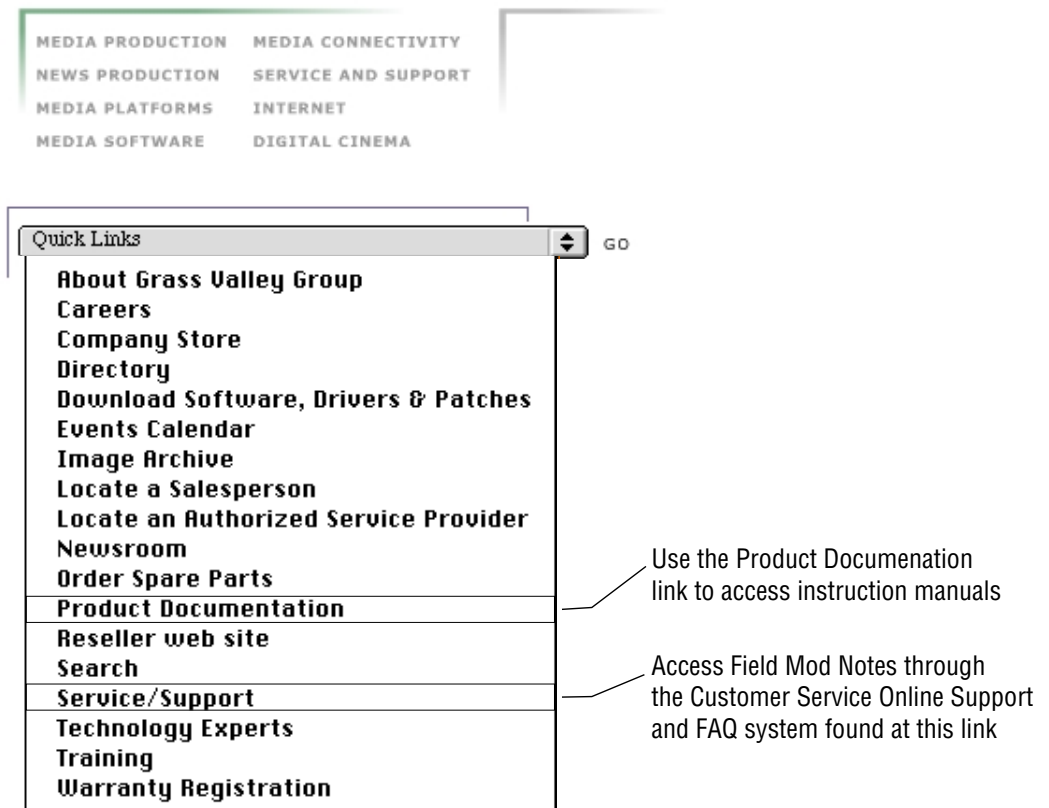 MEDIA PRODUCTION MEDIA CONNECTIVITY
NEWS PRODUCTION SERVICE AND SUPPORT
MEDIA PLATFORMS INTERNET
MEDIA SOFTWARE DIGITAL CINEMA
Quick Links GO
About Grass Valley Group
Careers
Company Store
Directory
Download Software, Drivers & Patches
Events Calendar
Image Archive
Locate a Salesperson
Locate an Authorized Service Provider
Newsroom
Order Spare Parts
Product Documentation
Reseller web site
Search
Service/Support
Technology Experts
Training
Warranty Registration
Use the Product Documenation
link to access instruction manuals
Access Field Mod Notes through
the Customer Service Online Support
and FAQ system found at this link